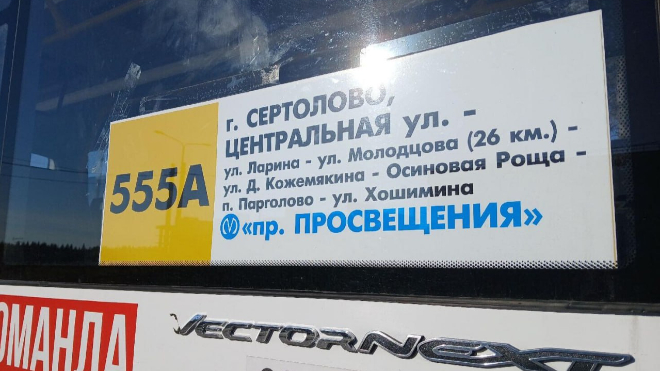 555А
г. СЕРТОЛОВО,
ЦЕНТРАЛЬНАЯ ул. -
ул. Ларина - ул. Молодцова (26 км.) -
ул. Д. Кожемякина - Осиновая Роща -
п. Парголово - ул. Хошимина
«пр. ПРОСВЕЩЕНИЯ»
VECTORNEXT